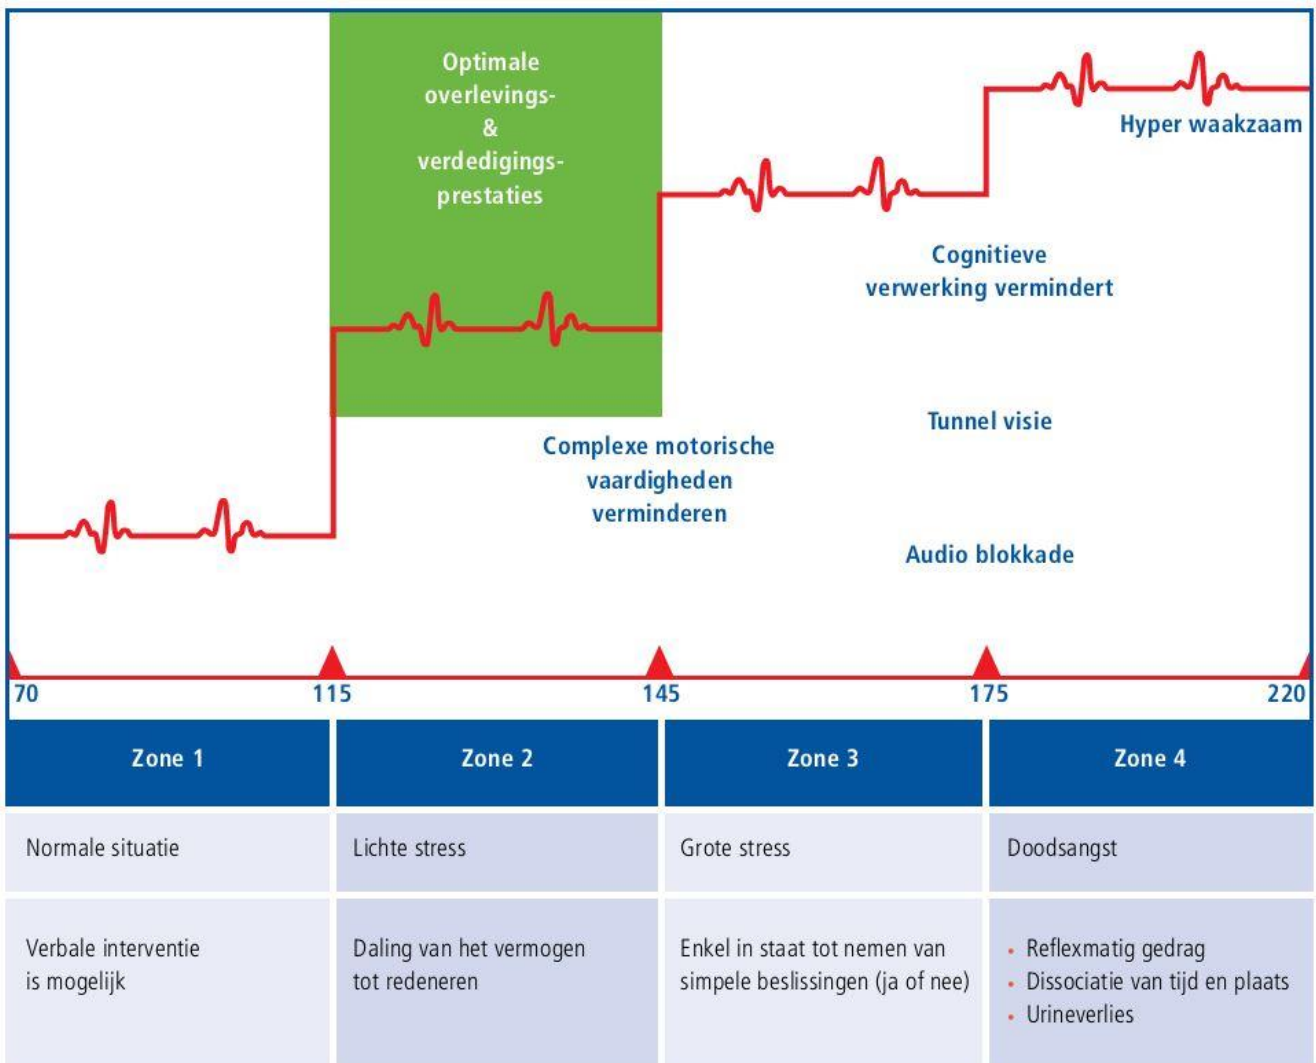 Optimale
overlevings-
&
verdedigings-
prestaties
Hyper waakzaam
Cognitieve
verwerking vermindert
Tunnel visie
Complexe motorische
vaardigheden
verminderen
Audio blokkade
70 115 145 175 220
Zone 1 Zone 2 Zone 3 Zone 4
Normale situatie
Lichte stress
Grote stress
Doodsangst
Verbale interventie
is mogelijk
Daling van het vermogen
tot redeneren
Enkel in staat tot nemen van
simpele beslissingen (ja of nee)
• Reflexmatig gedrag
• Dissociatie van tijd en plaats
• Urineverlies